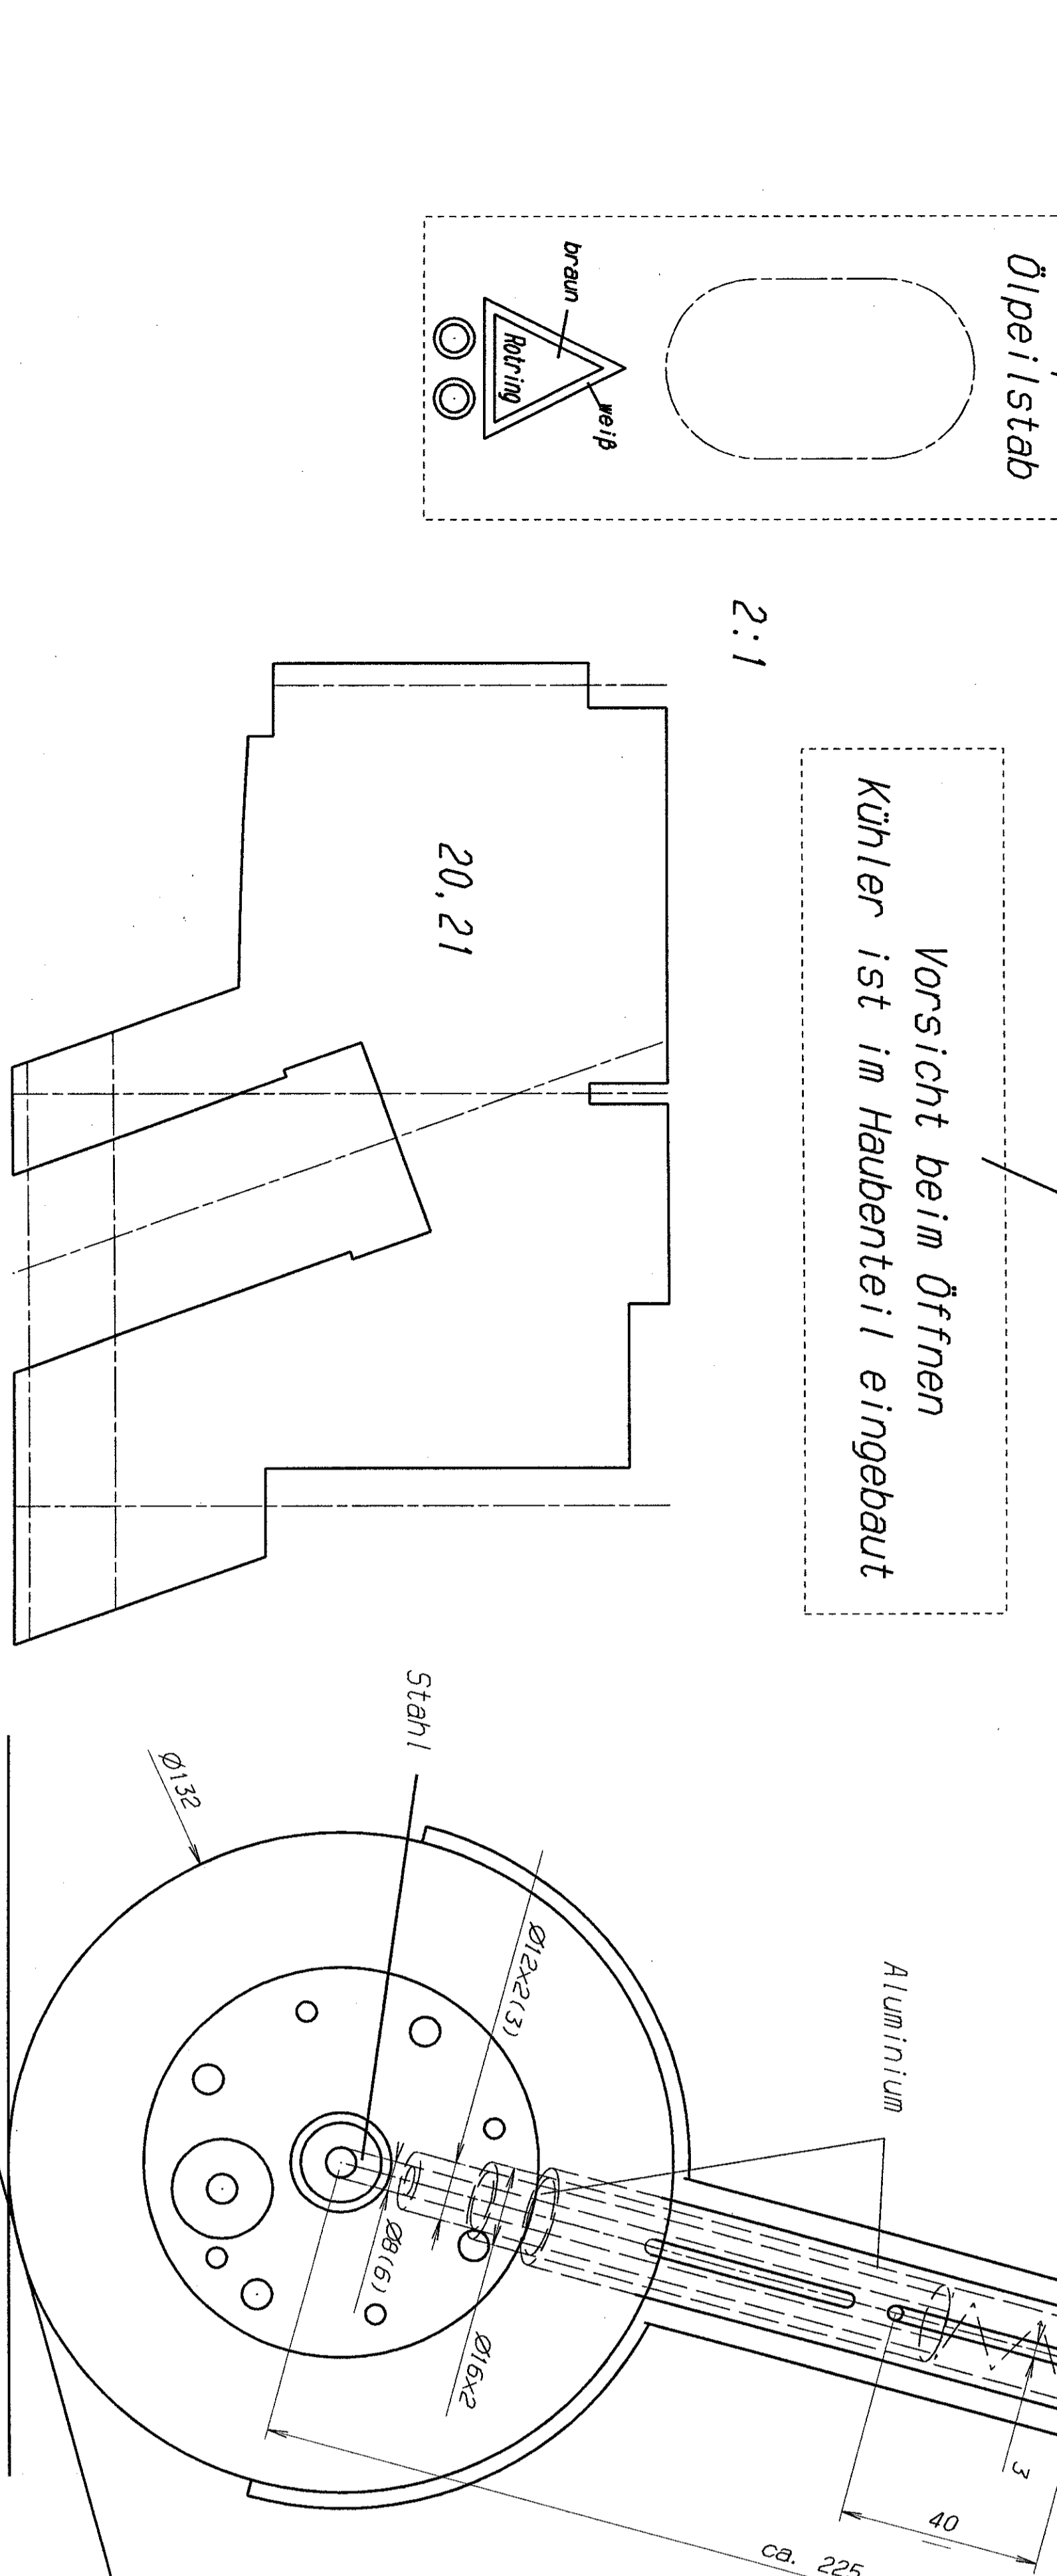 Ölpeilstab
braun
weiß
Rotring
2:1
Vorsicht beim Öffnen
Kühler ist im Haubenteil eingebaut
20, 21
Stahl
Ø132
Ø12x2(3)
Aluminium
Ø8(6)
Ø16x2
3
40
ca. 225